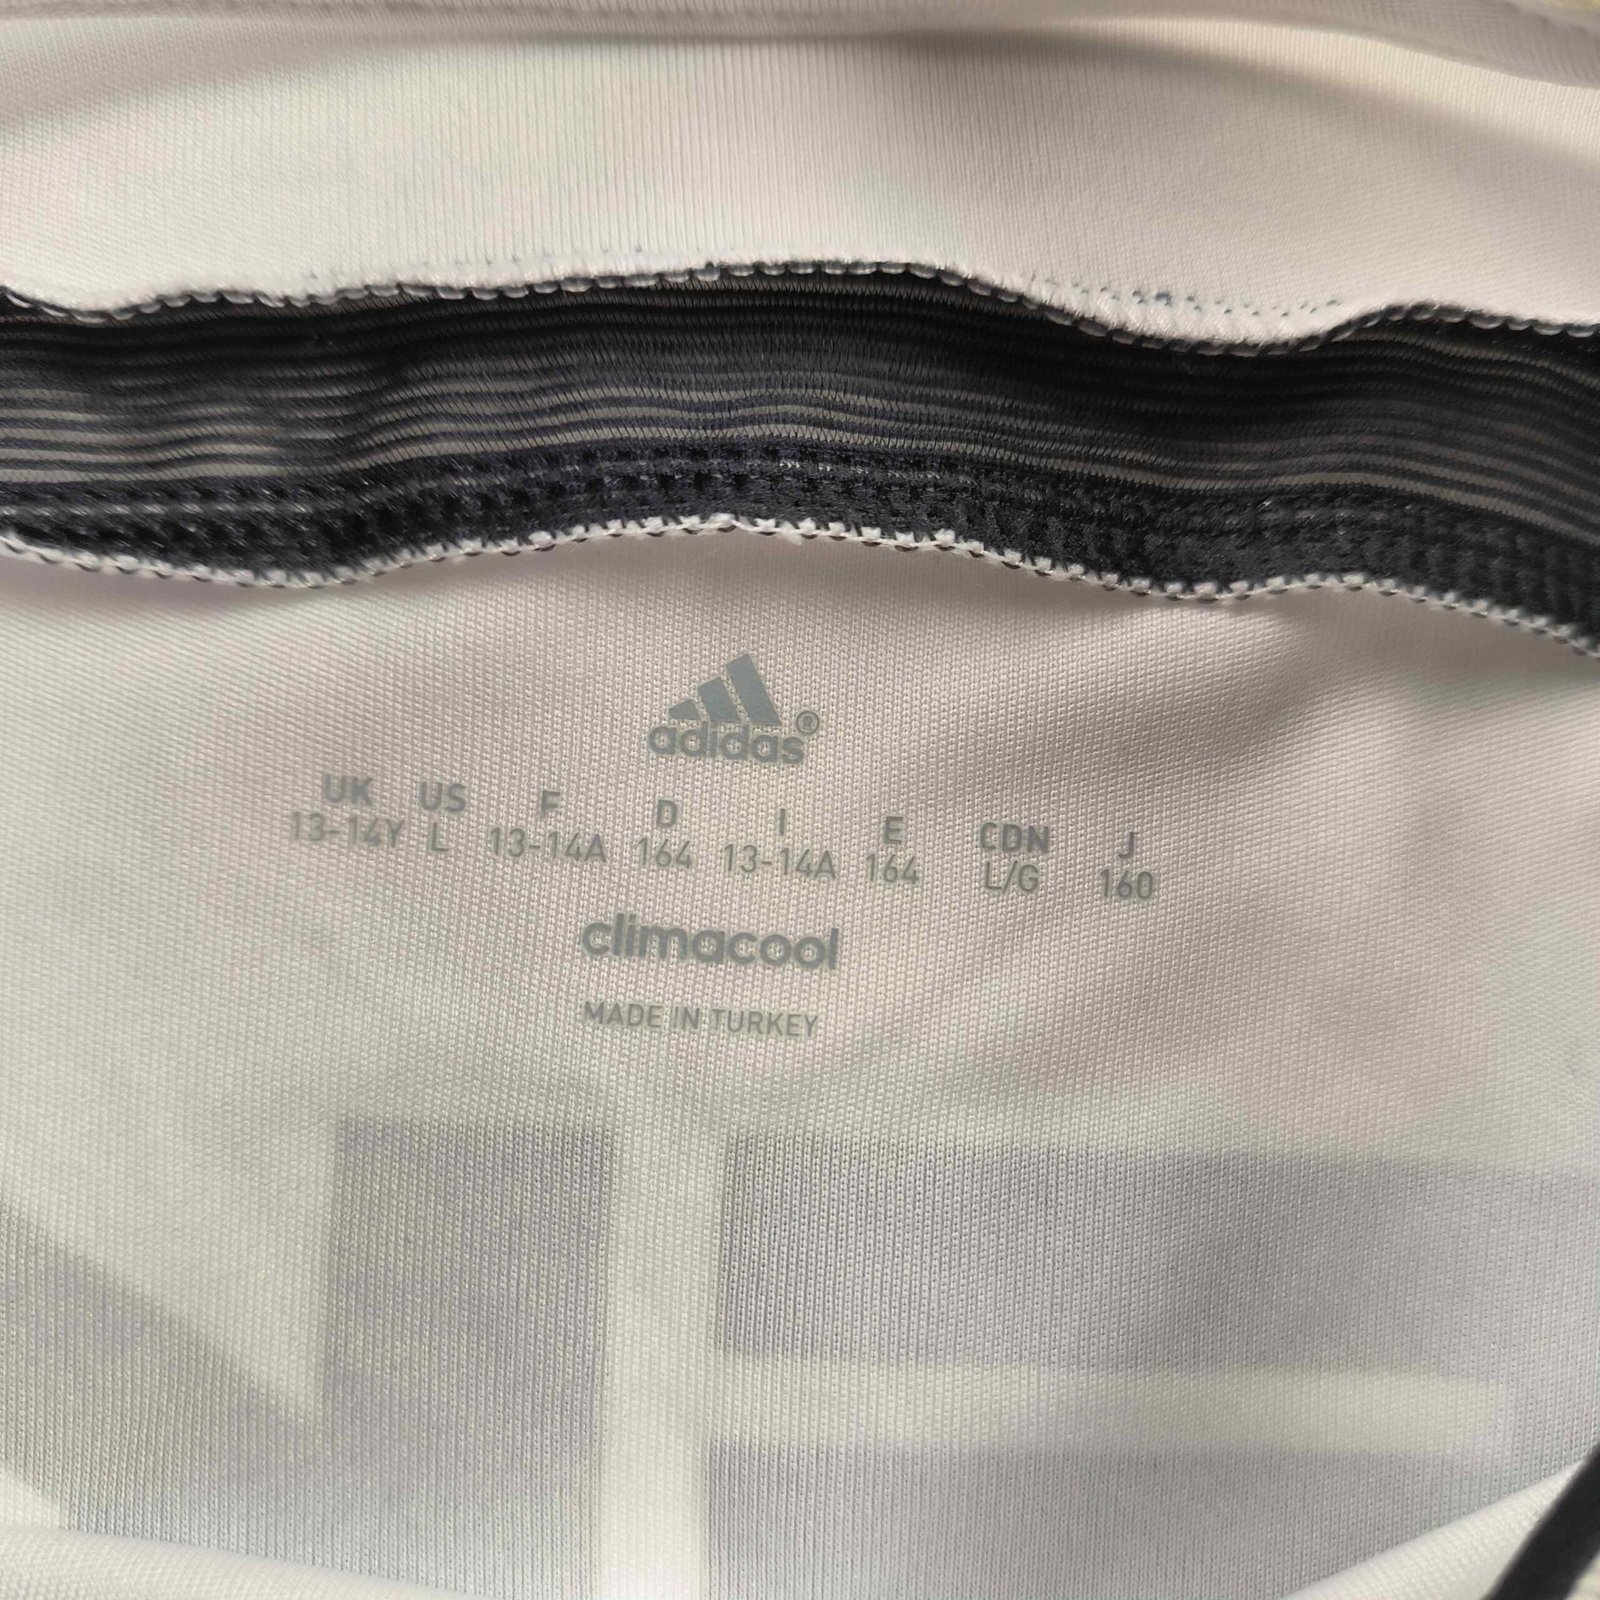 adidas®
UK US F D I E CDN J
13-14Y L 13-14A 164 13-14A 164 L/G 160
climacool
MADE IN TURKEY